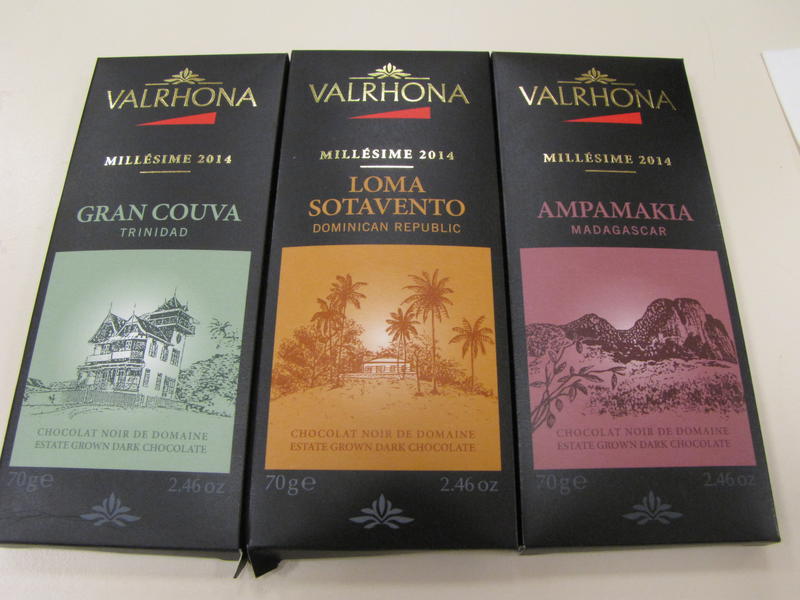 VALRHONA
MILLÉSIME 2014
GRAN COUVA
TRINIDAD
CHOCOLAT NOIR DE DOMAINE
ESTATE GROWN DARK CHOCOLATE
70g℮ 2.46 oz
VALRHONA
MILLÉSIME 2014
LOMA
SOTAVENTO
DOMINICAN REPUBLIC
CHOCOLAT NOIR DE DOMAINE
ESTATE GROWN DARK CHOCOLATE
70g℮ 2.46 oz
VALRHONA
MILLÉSIME 2014
AMPAMAKIA
MADAGASCAR
CHOCOLAT NOIR DE DOMAINE
ESTATE GROWN DARK CHOCOLATE
70g℮ 2.46 oz